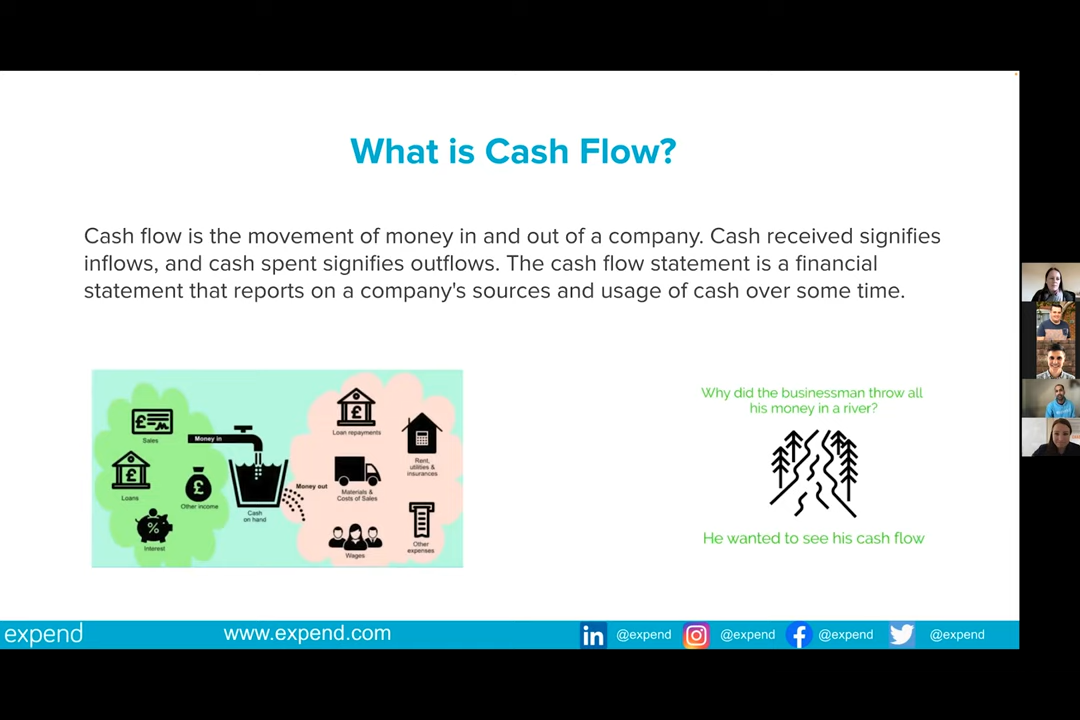 What is Cash Flow?
Cash flow is the movement of money in and out of a company. Cash received signifies
inflows, and cash spent signifies outflows. The cash flow statement is a financial
statement that reports on a company's sources and usage of cash over some time.
Sales
Loans
Other income
Interest
Money in
Cash
on hand
Money out
Loan repayments
Rent,
utilities &
insurances
Materials &
Costs of Sales
Wages
Other
expenses
Why did the businessman throw all
his money in a river?
He wanted to see his cash flow
expend
www.expend.com
in @expend
@expend
f @expend
@expend